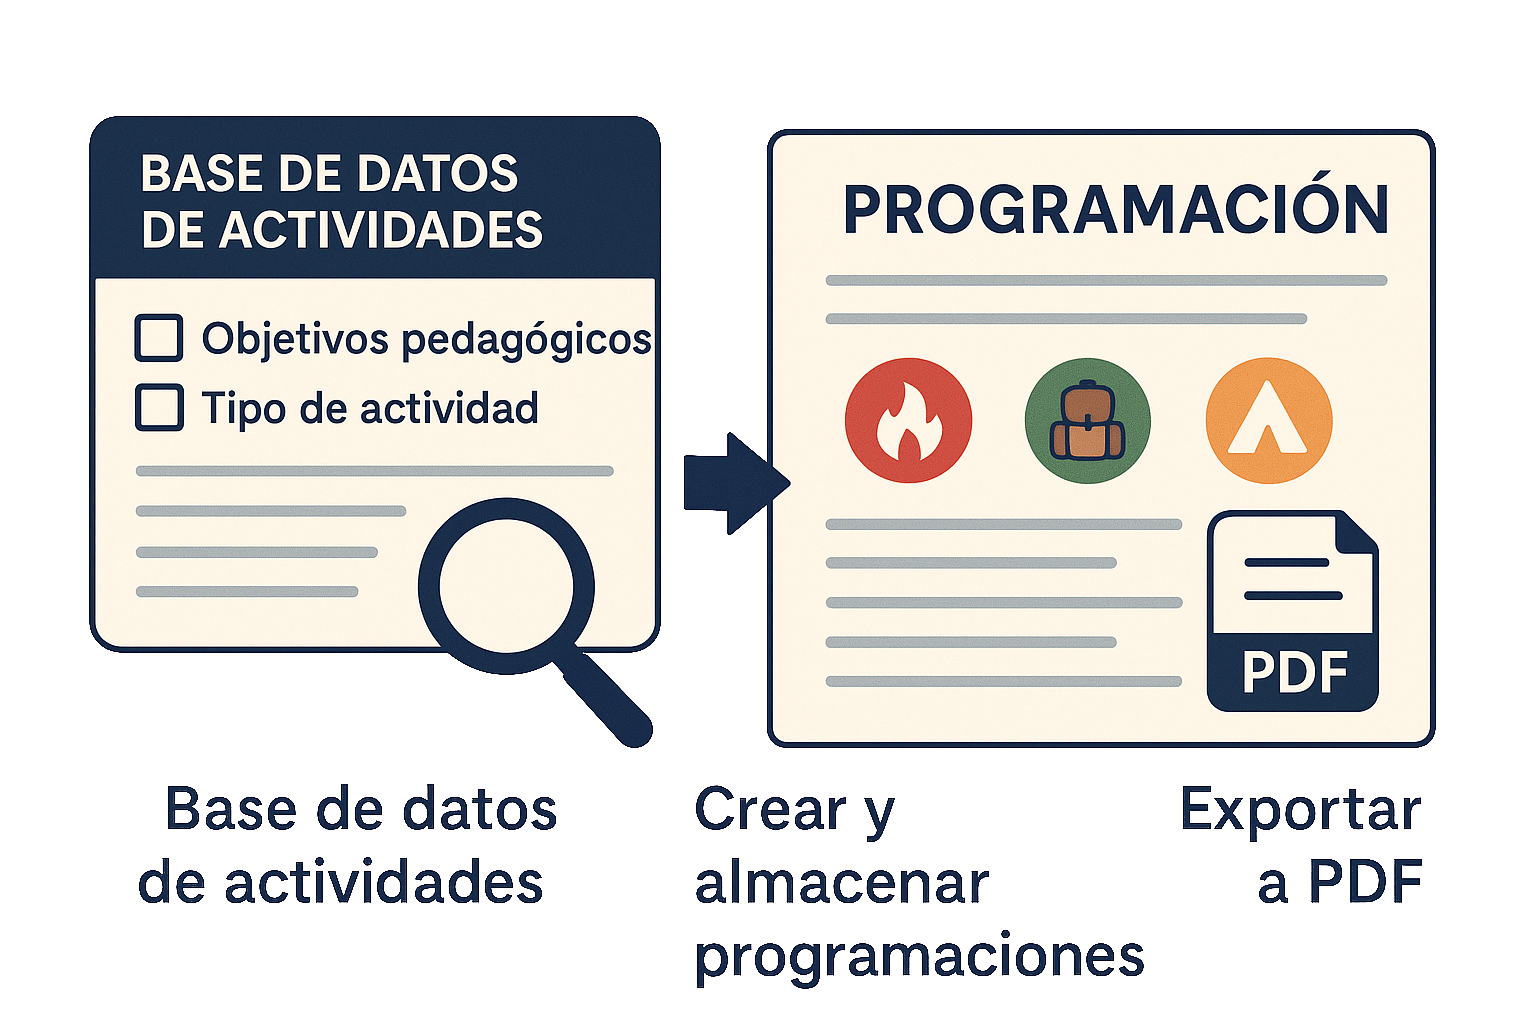 BASE DE DATOS
DE ACTIVIDADES
Objetivos pedagógicos
Tipo de actividad
PROGRAMACIÓN
PDF
Base de datos
de actividades
Crear y
almacenar
programaciones
Exportar
a PDF